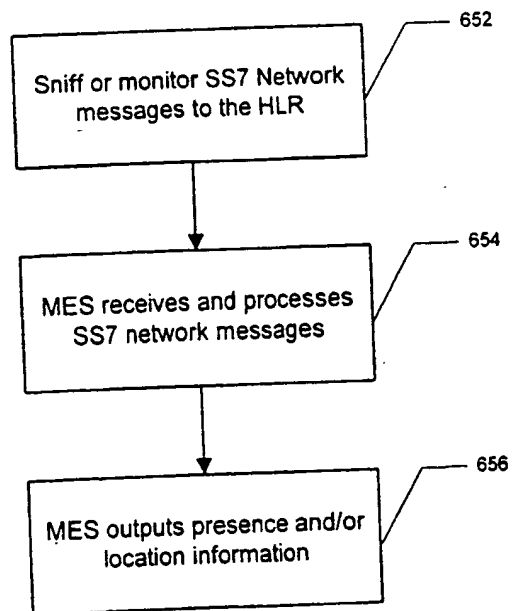 652
Sniff or monitor SS7 Network
messages to the HLR
654
MES receives and processes
SS7 network messages
656
MES outputs presence and/or
location information